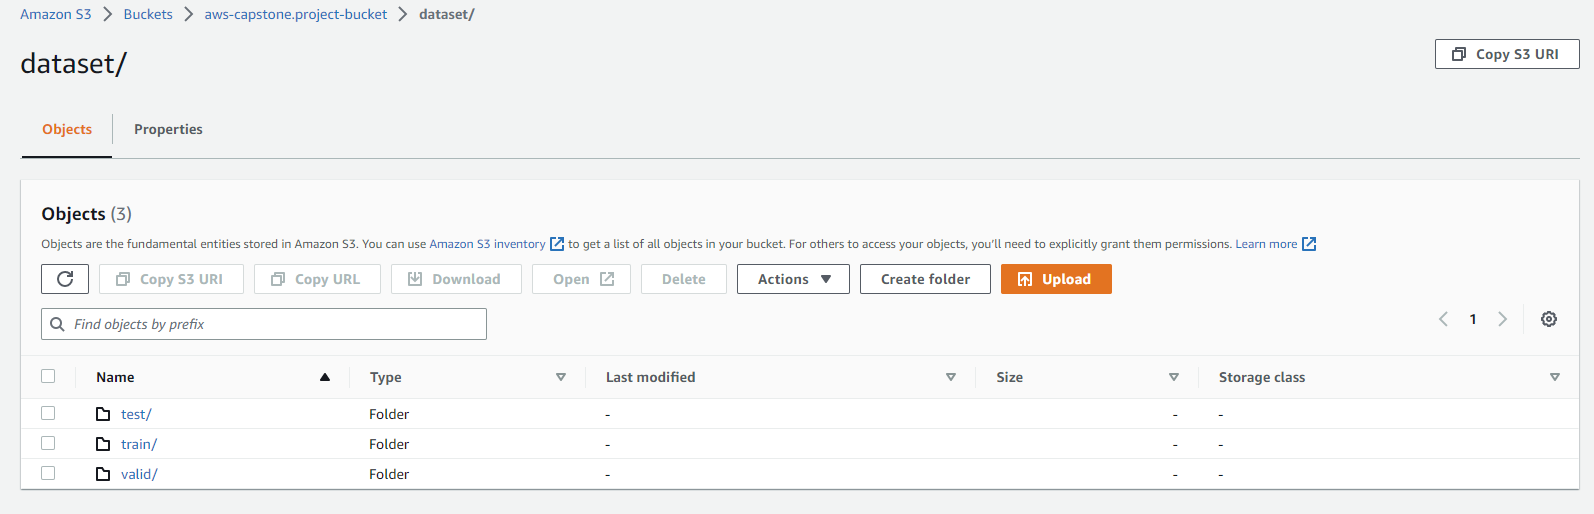 Amazon S3 > Buckets > aws-capstone.project-bucket > dataset/
dataset/
Copy S3 URI
Objects Properties
Objects (3)
Objects are the fundamental entities stored in Amazon S3. You can use Amazon S3 inventory to get a list of all objects in your bucket. For others to access your objects, you'll need to explicitly grant them permissions. Learn more
Copy S3 URI Copy URL Download Open Delete Actions Create folder Upload
Find objects by prefix
1
Name Type Last modified Size Storage class
test/ Folder - - -
train/ Folder - - -
valid/ Folder - - -